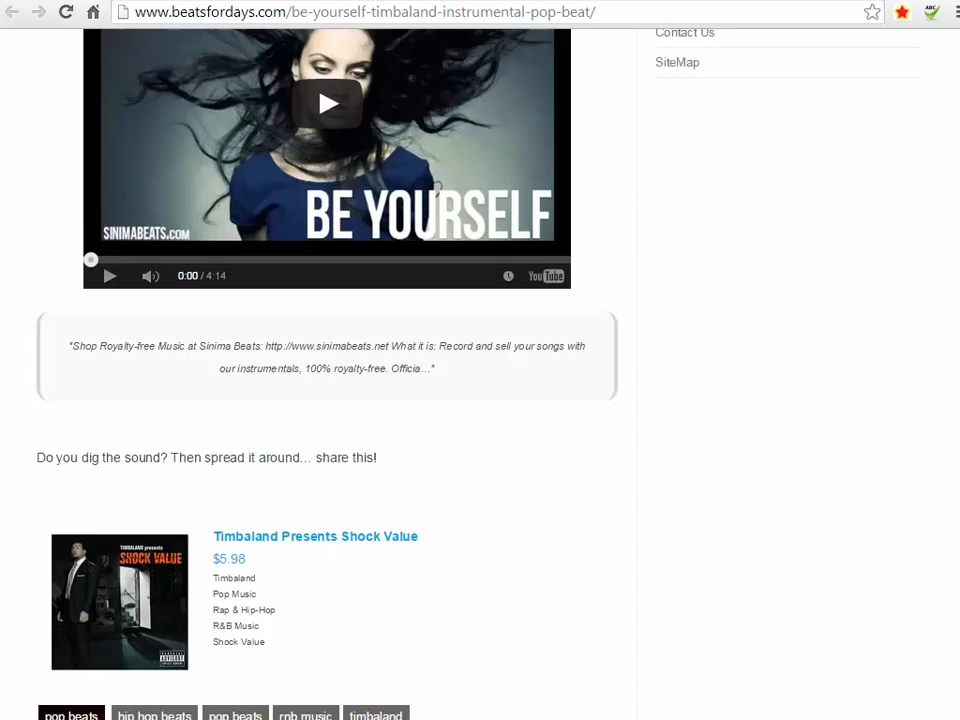 www.beatsfordays.com/be-yourself-timbaland-instrumental-pop-beat/
ABC
Contact Us
SiteMap
BE YOURSELF
SINIMABEATS.COM
0:00 / 4:14
YouTube
"Shop Royalty-free Music at Sinima Beats: http://www.sinimabeats.net What it is: Record and sell your songs with
our instrumentals, 100% royalty-free. Officia…"
Do you dig the sound? Then spread it around… share this!
TIMBALAND presents
SHOCK VALUE
Timbaland Presents Shock Value
$5.98
Timbaland
Pop Music
Rap & Hip-Hop
R&B Music
Shock Value
pop beats
hip hop beats
pop beats
rnb music
timbaland